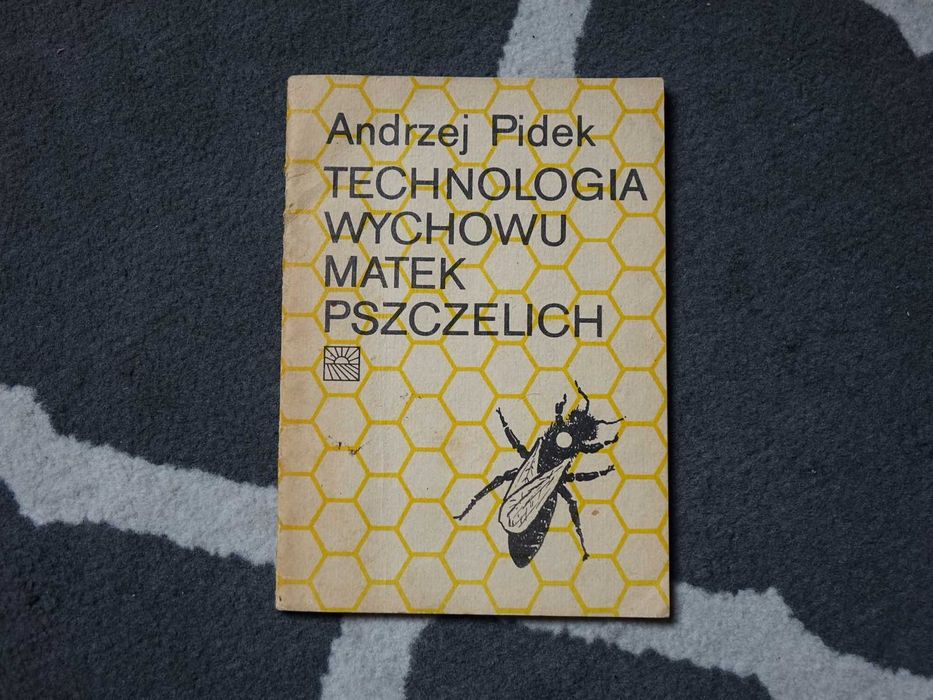 Andrzej Pidek
TECHNOLOGIA
WYCHOWU
MATEK
PSZCZELICH